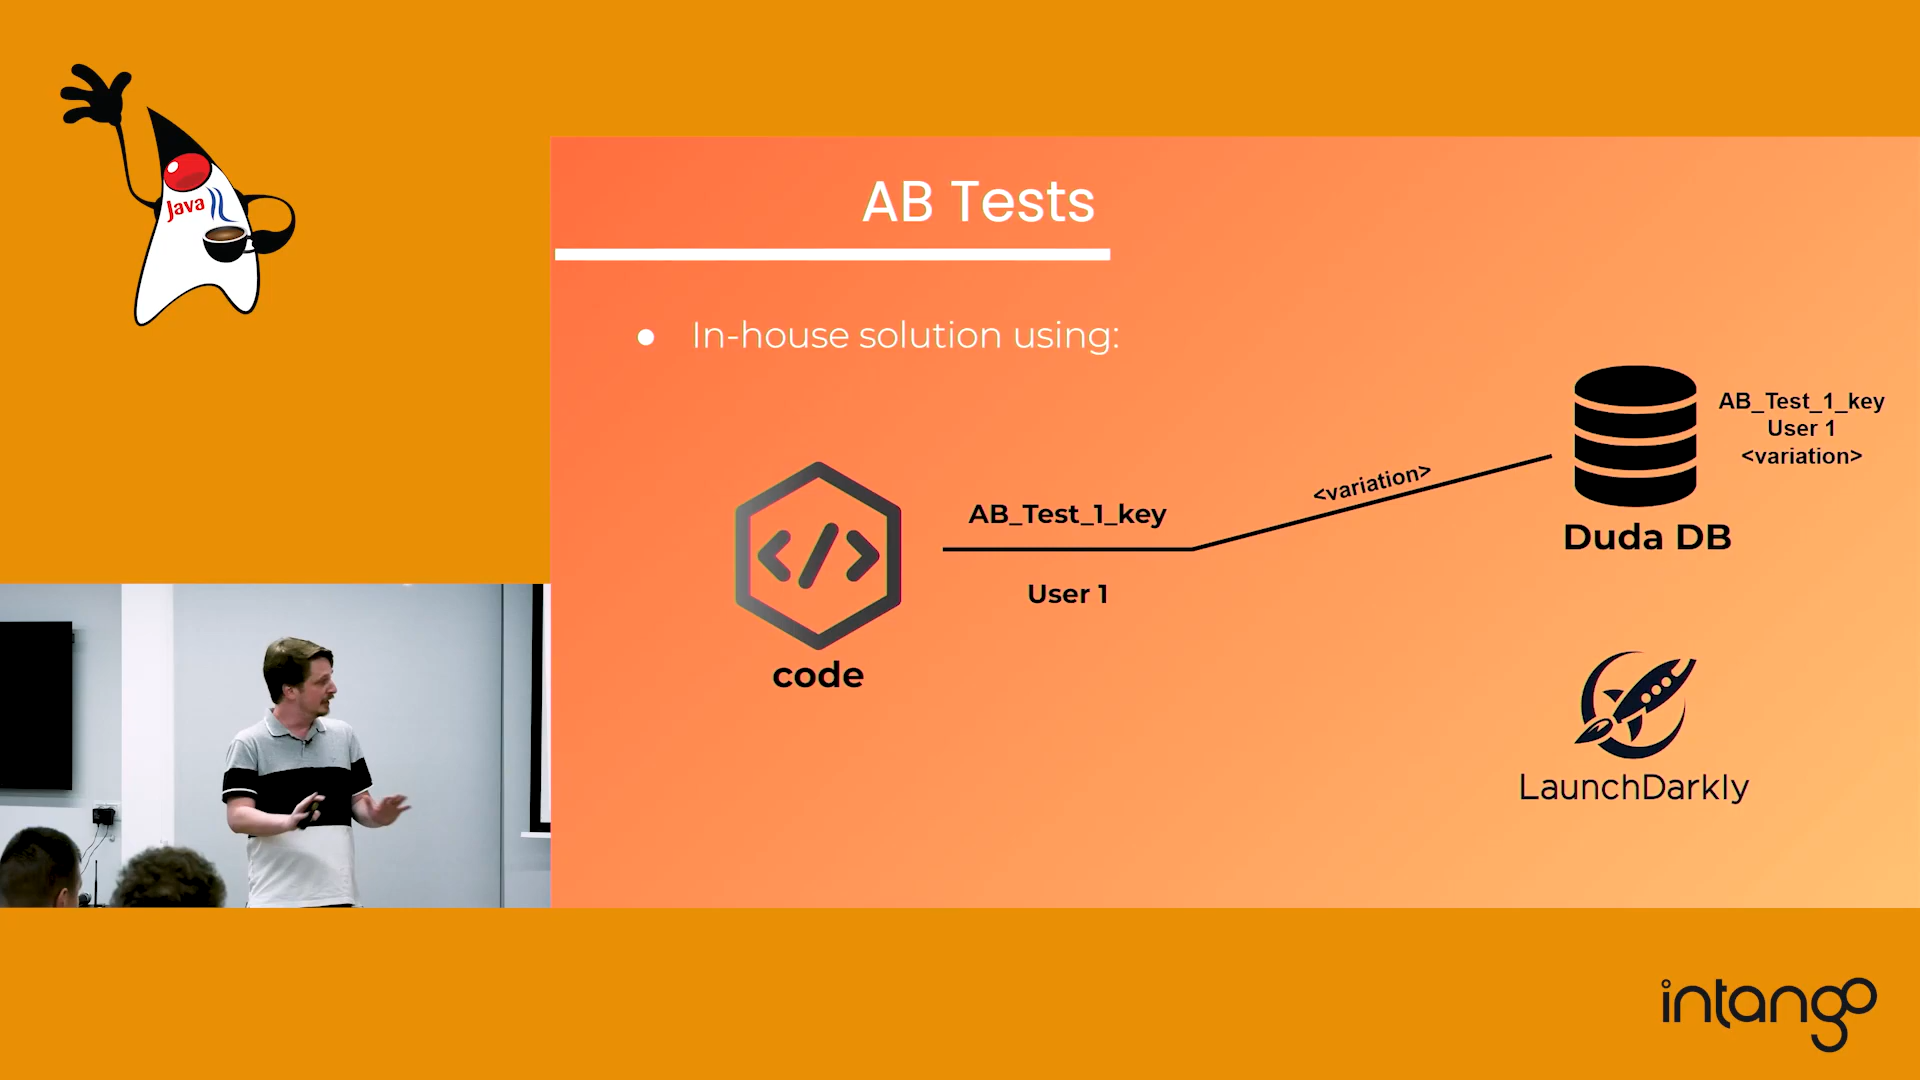 Java
AB Tests
In-house solution using:
AB_Test_1_key
User 1
<variation>
<variation>
AB_Test_1_key
User 1
Duda DB
code
LaunchDarkly
intango